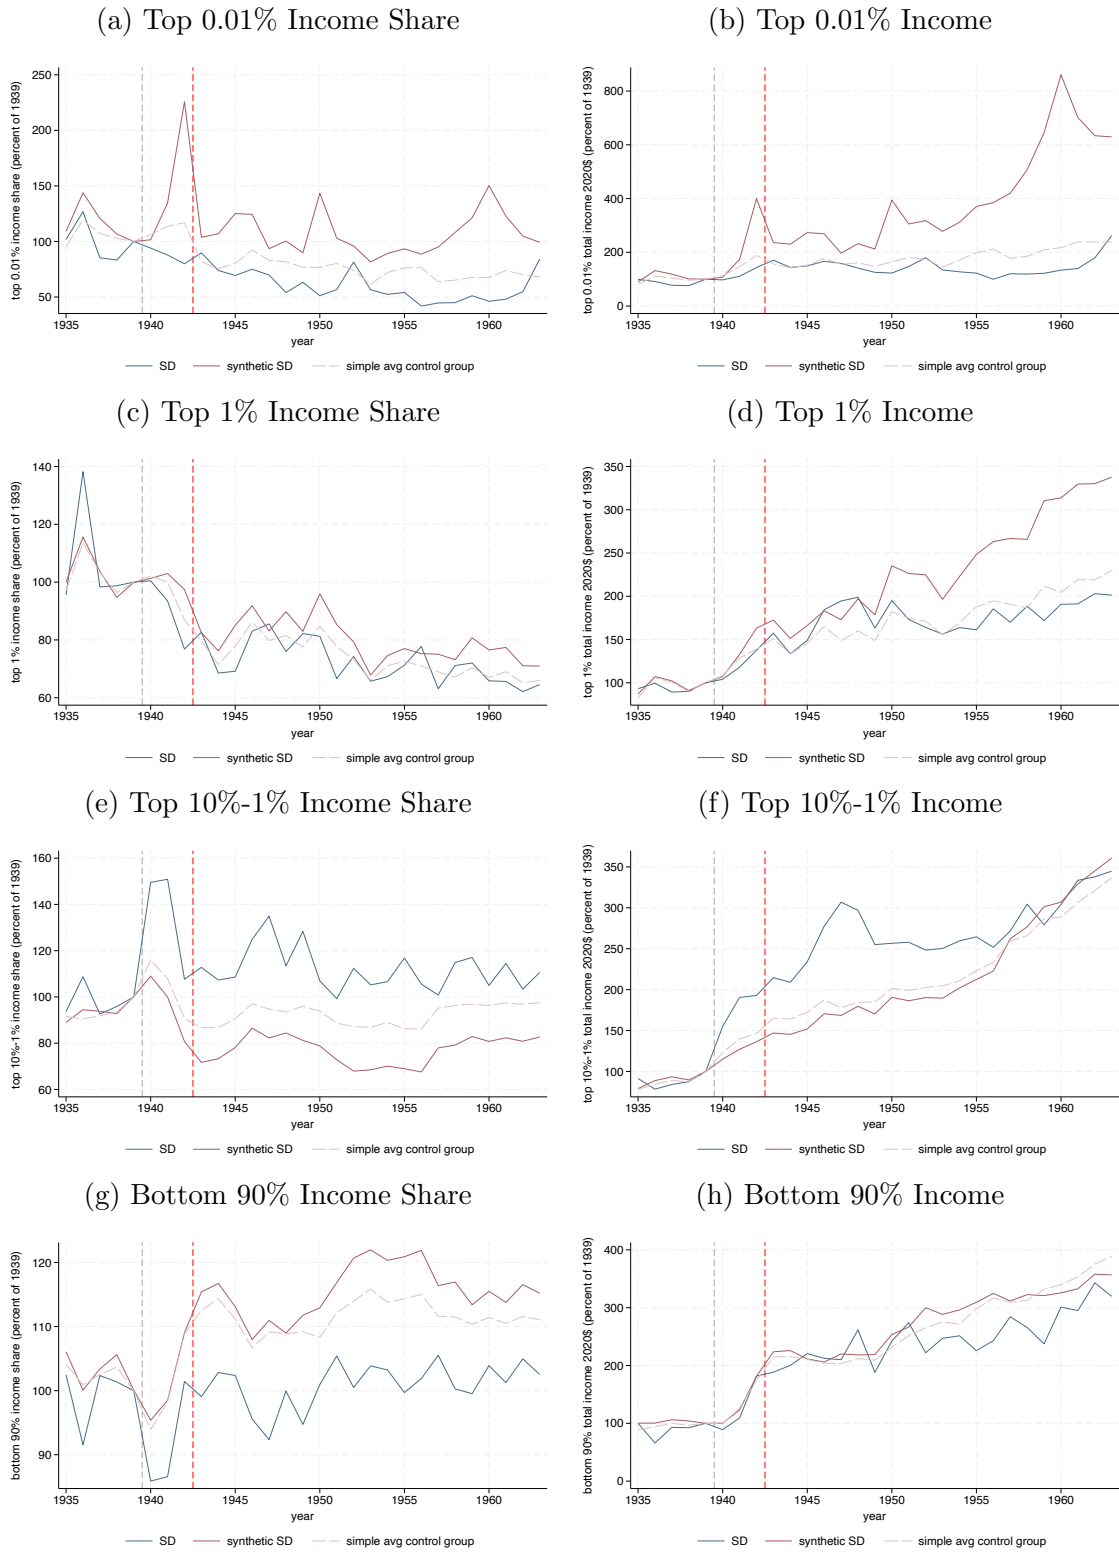 (a) Top 0.01% Income Share
top 0.01% income share (percent of 1939)
250
200
150
100
50
1935 1940 1945 1950 1955 1960
year
SD synthetic SD simple avg control group
(b) Top 0.01% Income
top 0.01% total income 2020$ (percent of 1939)
800
600
400
200
0
1935 1940 1945 1950 1955 1960
year
SD synthetic SD simple avg control group
(c) Top 1% Income Share
top 1% income share (percent of 1939)
140
120
100
80
60
1935 1940 1945 1950 1955 1960
year
SD synthetic SD simple avg control group
(d) Top 1% Income
top 1% total income 2020$ (percent of 1939)
350
300
250
200
150
100
1935 1940 1945 1950 1955 1960
year
SD synthetic SD simple avg control group
(e) Top 10%-1% Income Share
top 10%-1% income share (percent of 1939)
160
140
120
100
80
60
1935 1940 1945 1950 1955 1960
year
SD synthetic SD simple avg control group
(f) Top 10%-1% Income
top 10%-1% total income 2020$ (percent of 1939)
350
300
250
200
150
100
1935 1940 1945 1950 1955 1960
year
SD synthetic SD simple avg control group
(g) Bottom 90% Income Share
bottom 90% income share (percent of 1939)
120
110
100
90
1935 1940 1945 1950 1955 1960
year
SD synthetic SD simple avg control group
(h) Bottom 90% Income
bottom 90% total income 2020$ (percent of 1939)
400
300
200
100
0
1935 1940 1945 1950 1955 1960
year
SD synthetic SD simple avg control group